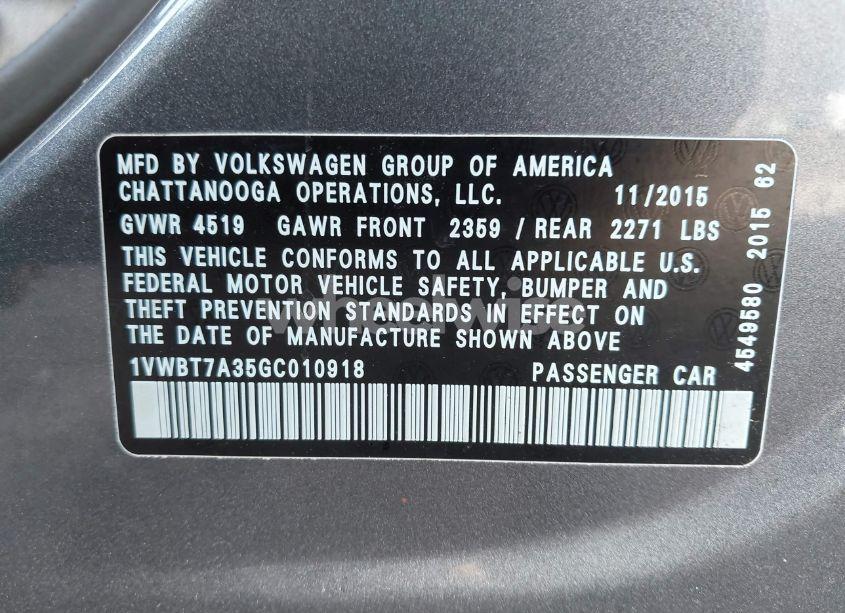 MFD BY VOLKSWAGEN GROUP OF AMERICA
CHATTANOOGA OPERATIONS, LLC. 11/2015
GVWR 4519 GAWR FRONT 2359 / REAR 2271 LBS
THIS VEHICLE CONFORMS TO ALL APPLICABLE U.S.
FEDERAL MOTOR VEHICLE SAFETY, BUMPER AND
THEFT PREVENTION STANDARDS IN EFFECT ON
THE DATE OF MANUFACTURE SHOWN ABOVE
1VWBT7A35GC010918 PASSENGER CAR
4549580 2015 62
wheelwise